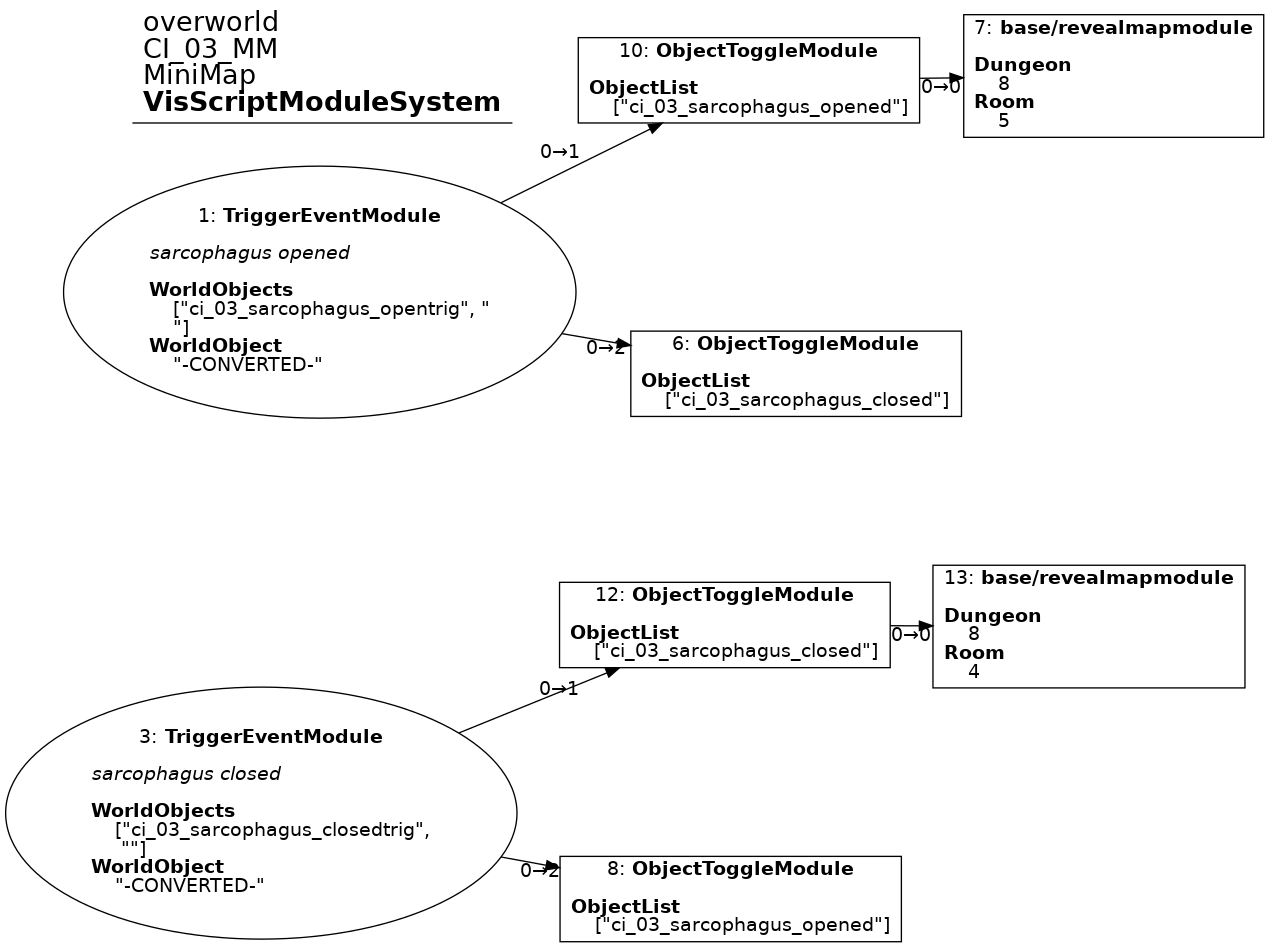 overworld
CI_03_MM
MiniMap
VisScriptModuleSystem
10: ObjectToggleModule
ObjectList
["ci_03_sarcophagus_opened"]
0→0
7: base/revealmapmodule
Dungeon
8
Room
5
0→1
1: TriggerEventModule
sarcophagus opened
WorldObjects
["ci_03_sarcophagus_opentrig", "
"]
WorldObject
"-CONVERTED-"
0→2
6: ObjectToggleModule
ObjectList
["ci_03_sarcophagus_closed"]
12: ObjectToggleModule
ObjectList
["ci_03_sarcophagus_closed"]
0→0
13: base/revealmapmodule
Dungeon
8
Room
4
0→1
3: TriggerEventModule
sarcophagus closed
WorldObjects
["ci_03_sarcophagus_closedtrig",
""]
WorldObject
"-CONVERTED-"
0→2
8: ObjectToggleModule
ObjectList
["ci_03_sarcophagus_opened"]